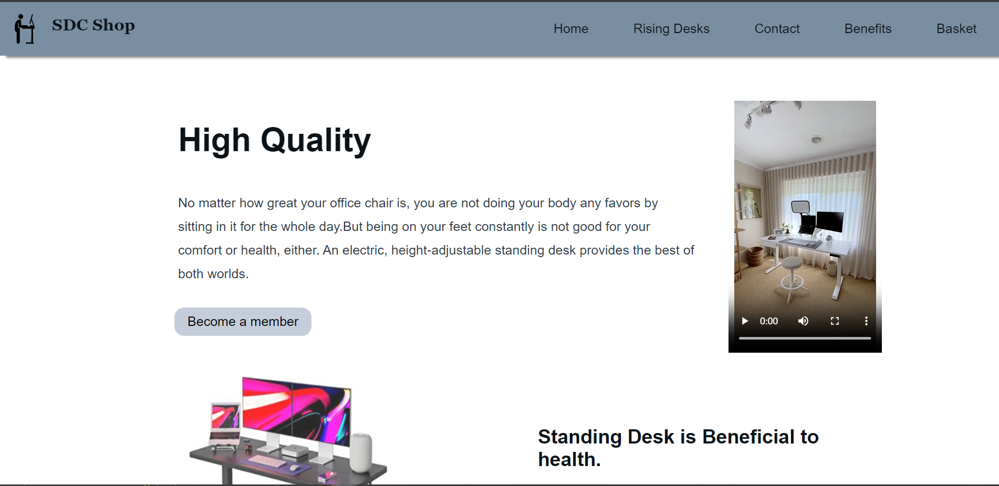 SDC Shop
Home
Rising Desks
Contact
Benefits
Basket
High Quality
No matter how great your office chair is, you are not doing your body any favors by
sitting in it for the whole day.But being on your feet constantly is not good for your
comfort or health, either. An electric, height-adjustable standing desk provides the best of
both worlds.
Become a member
0:00
Standing Desk is Beneficial to
health.